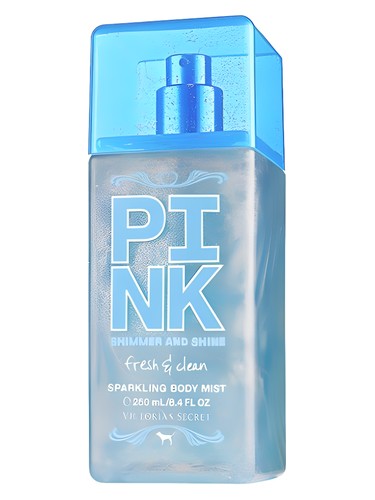 PI
NK
SHIMMER AND SHINE
fresh & clean
SPARKLING BODY MIST
℮ 250 mL/8.4 FL OZ
VICTORIA'S SECRET